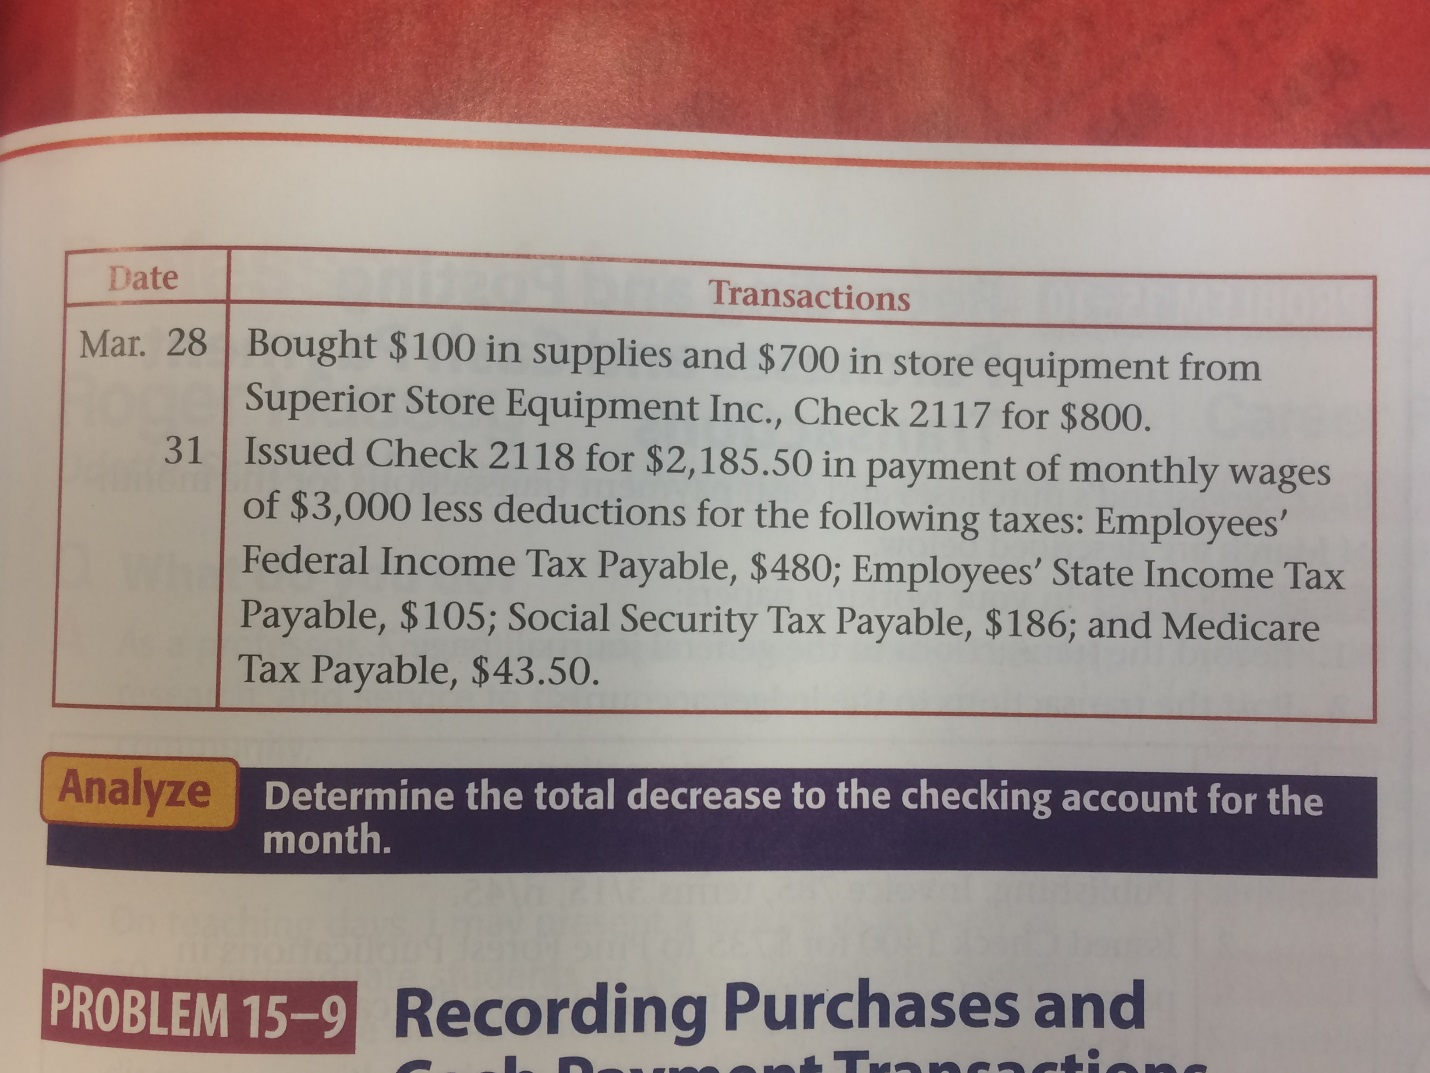 Date
Transactions
Mar. 28 Bought $100 in supplies and $700 in store equipment from
Superior Store Equipment Inc., Check 2117 for $800.
31 Issued Check 2118 for $2,185.50 in payment of monthly wages
of $3,000 less deductions for the following taxes: Employees’
Federal Income Tax Payable, $480; Employees’ State Income Tax
Payable, $105; Social Security Tax Payable, $186; and Medicare
Tax Payable, $43.50.
Analyze
Determine the total decrease to the checking account for the
month.
PROBLEM 15–9
Recording Purchases and
Cash Payment Transactions